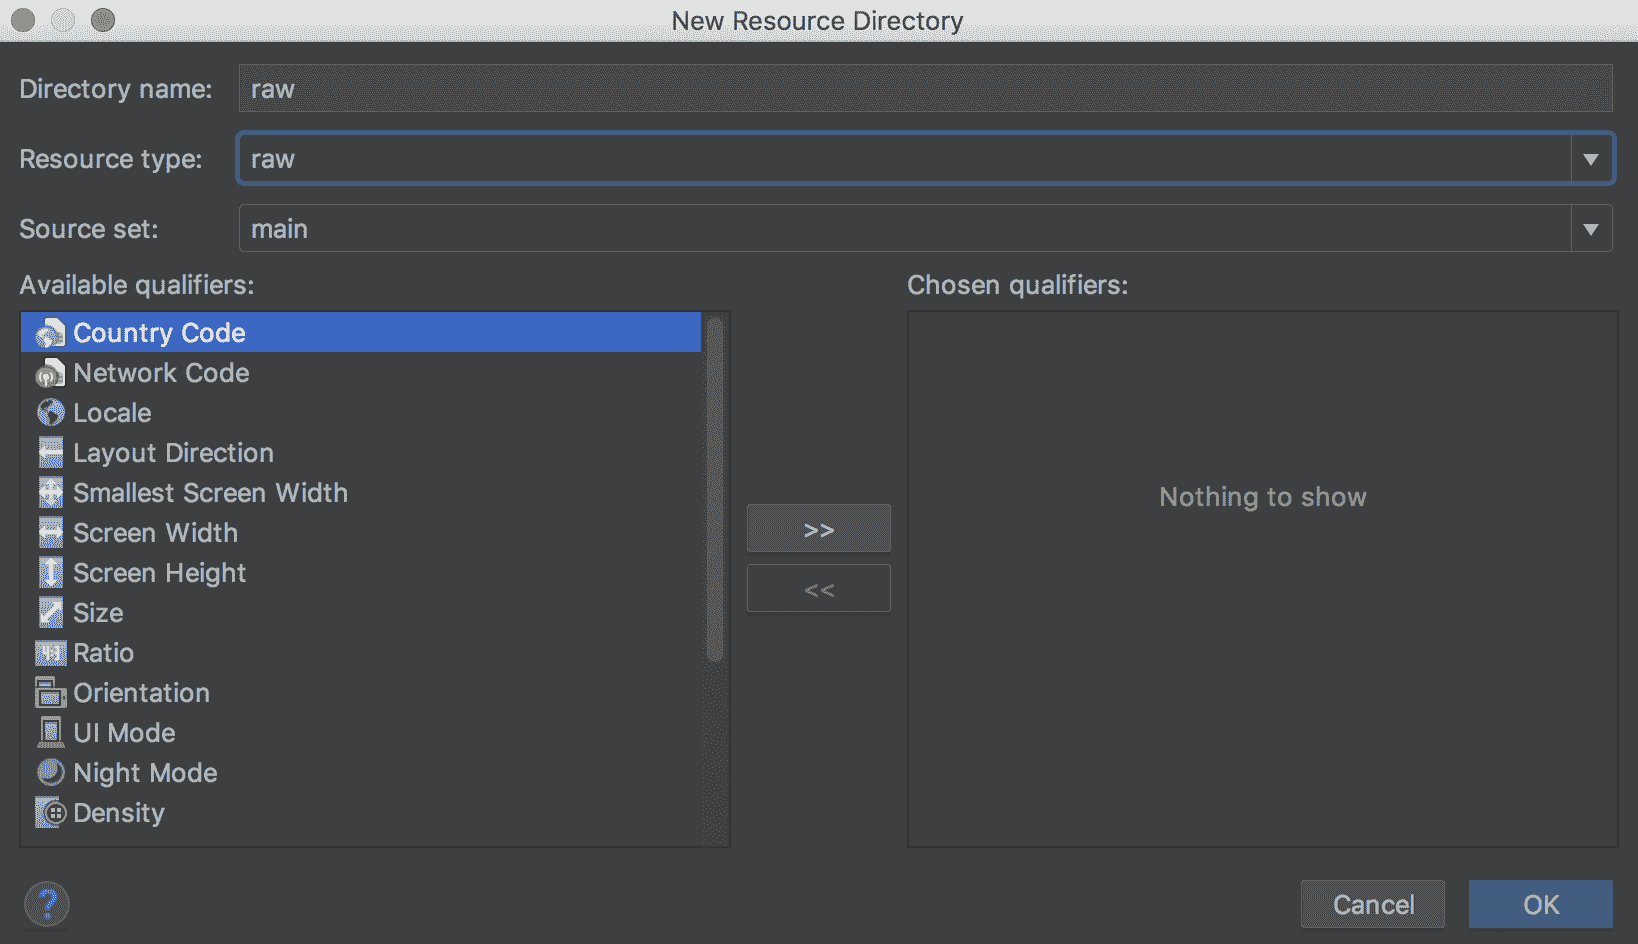 New Resource Directory
Directory name: raw
Resource type: raw
Source set: main
Available qualifiers:
Chosen qualifiers:
Country Code
Network Code
Locale
Layout Direction
Smallest Screen Width
Screen Width
Screen Height
Size
4:3 Ratio
Orientation
UI Mode
Night Mode
Density
>>
<<
Nothing to show
?
Cancel
OK